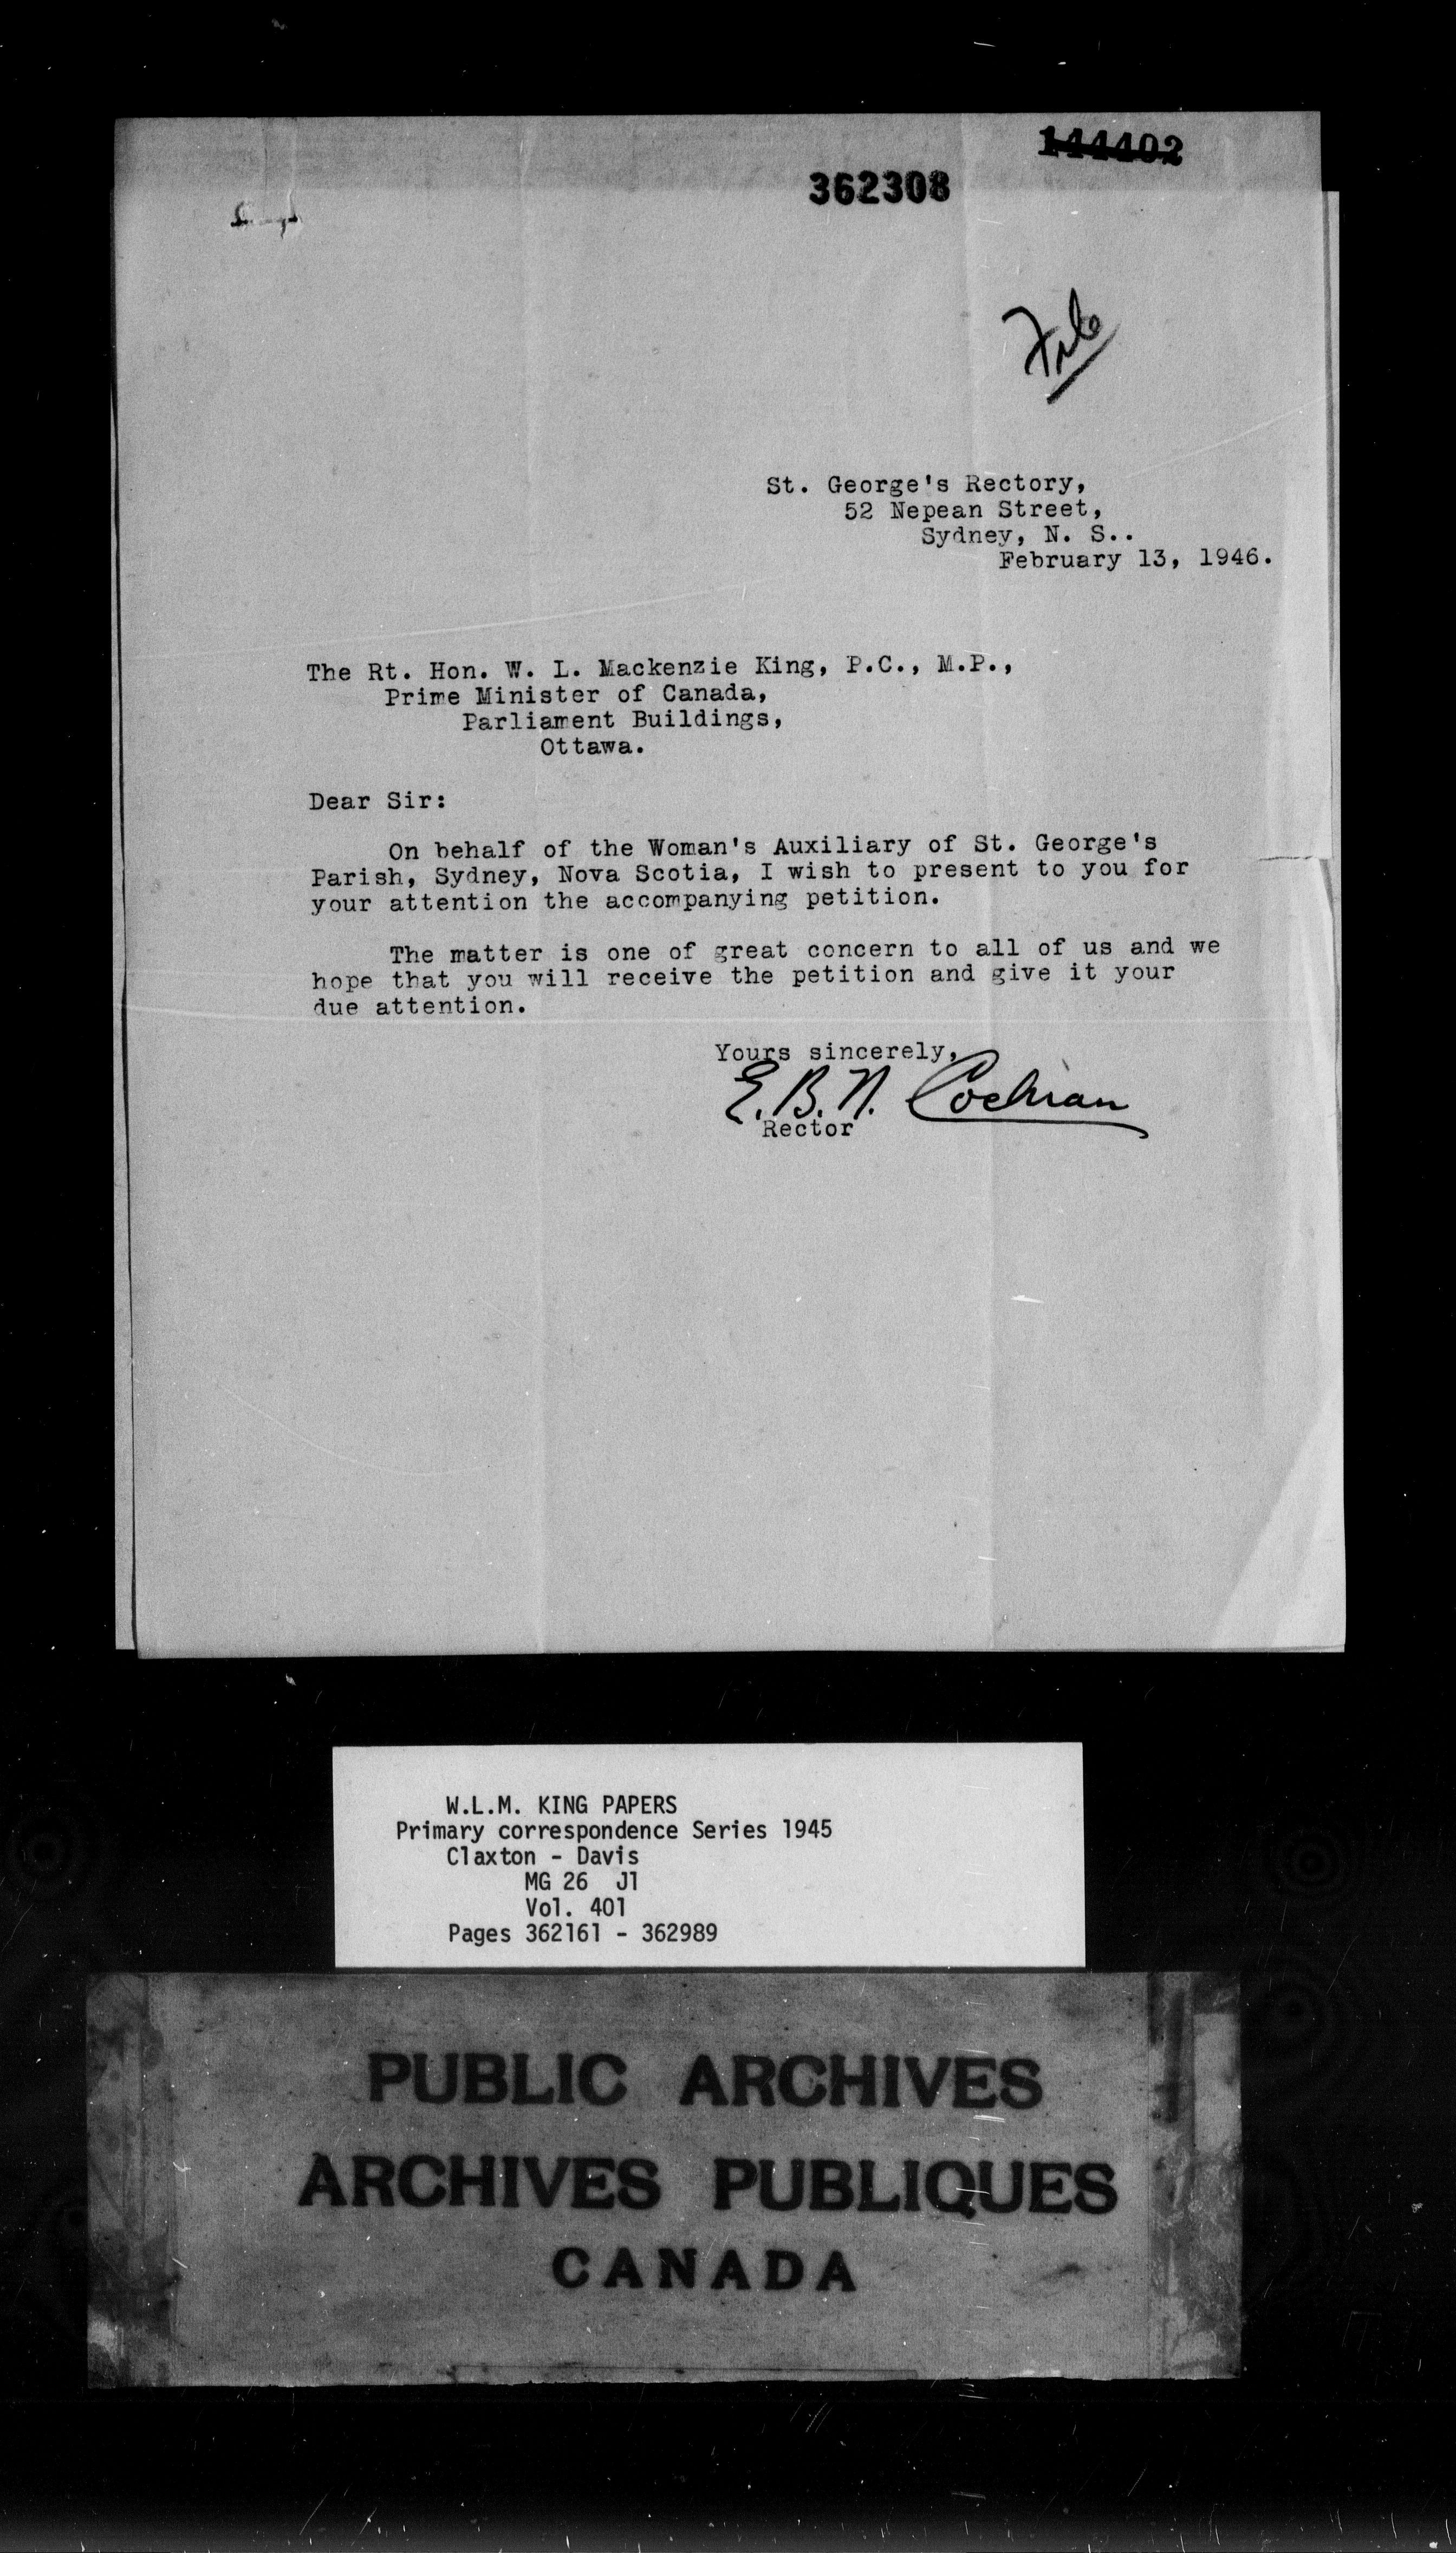 144402
362308
File
St. George's Rectory,
52 Nepean Street,
Sydney, N. S..
February 13, 1946.
The Rt. Hon. W. L. Mackenzie King, P.C., M.P.,
Prime Minister of Canada,
Parliament Buildings,
Ottawa.
Dear Sir:
On behalf of the Woman's Auxiliary of St. George's
Parish, Sydney, Nova Scotia, I wish to present to you for
your attention the accompanying petition.
The matter is one of great concern to all of us and we
hope that you will receive the petition and give it your
due attention.
Yours sincerely,
E. B. N. Cochran
Rector
W.L.M. KING PAPERS
Primary correspondence Series 1945
Claxton - Davis
MG 26 J1
Vol. 401
Pages 362161 - 362989
PUBLIC ARCHIVES
ARCHIVES PUBLIQUES
CANADA